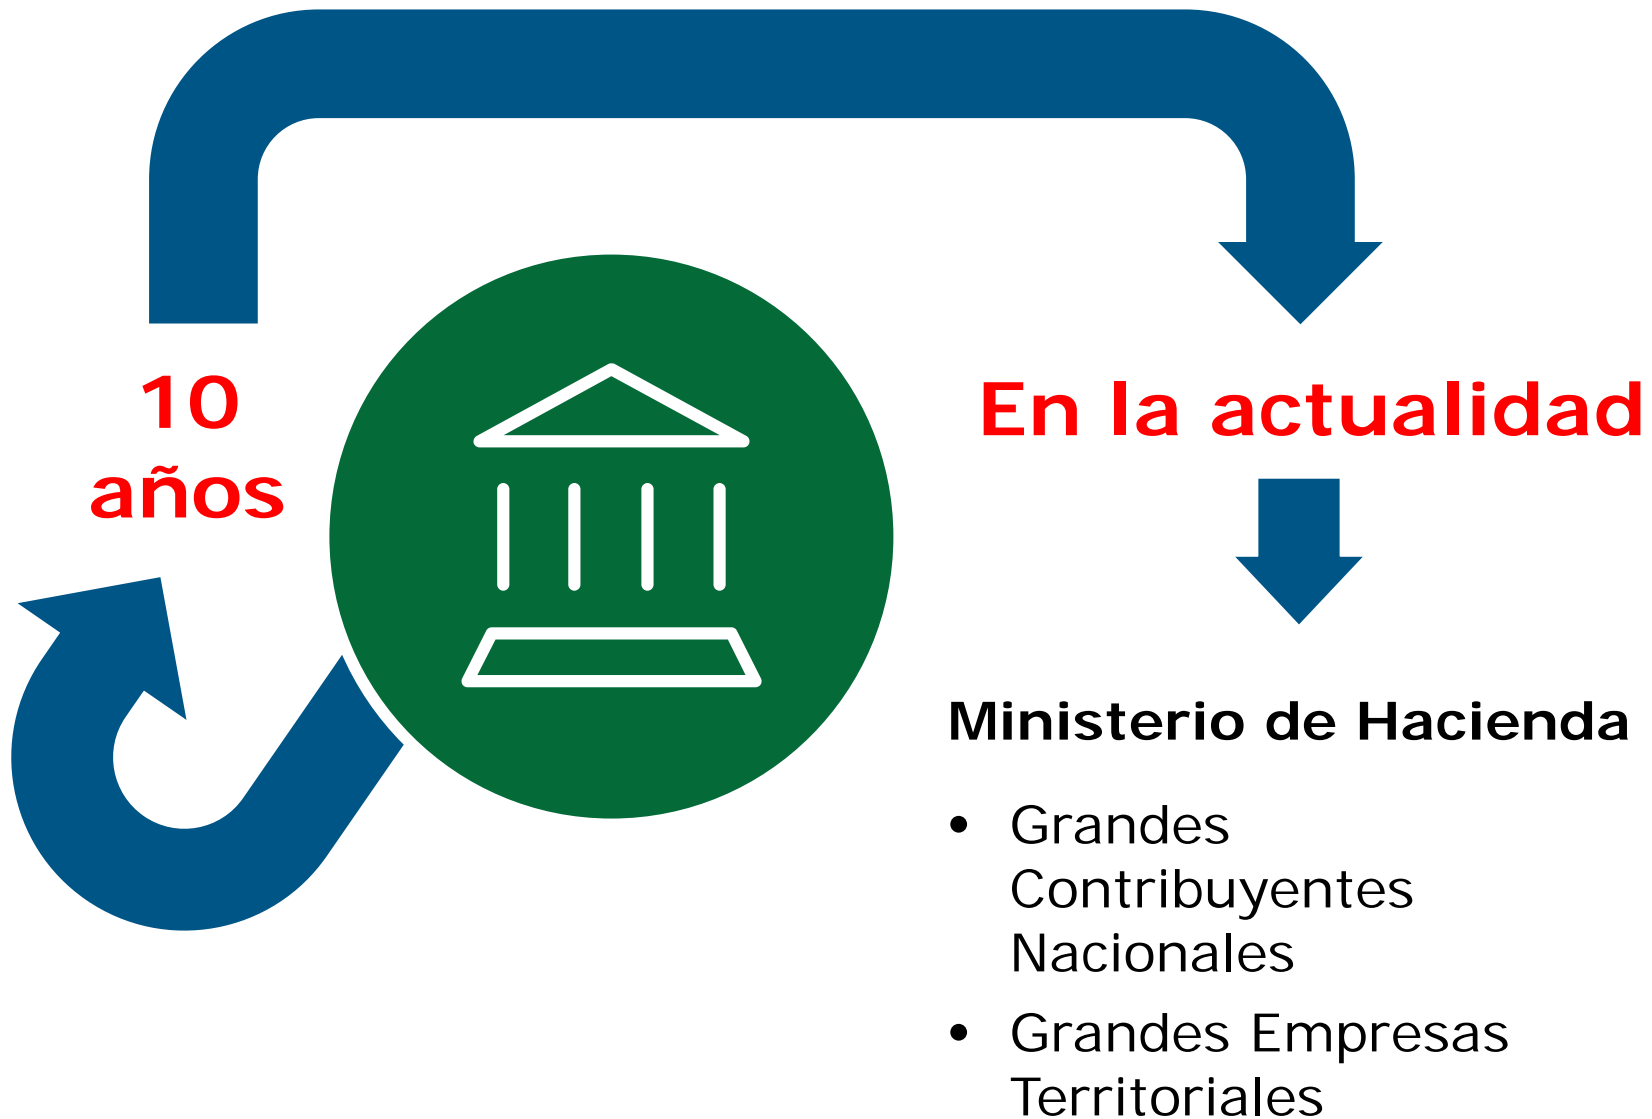 10
años
En la actualidad
Ministerio de Hacienda
• Grandes
Contribuyentes
Nacionales
• Grandes Empresas
Territoriales